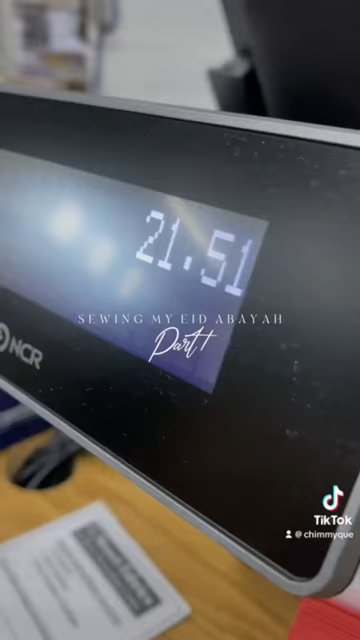 21.51
SEWING MY EID ABAYAH
Part 1
NCR
TikTok
@chimmyque